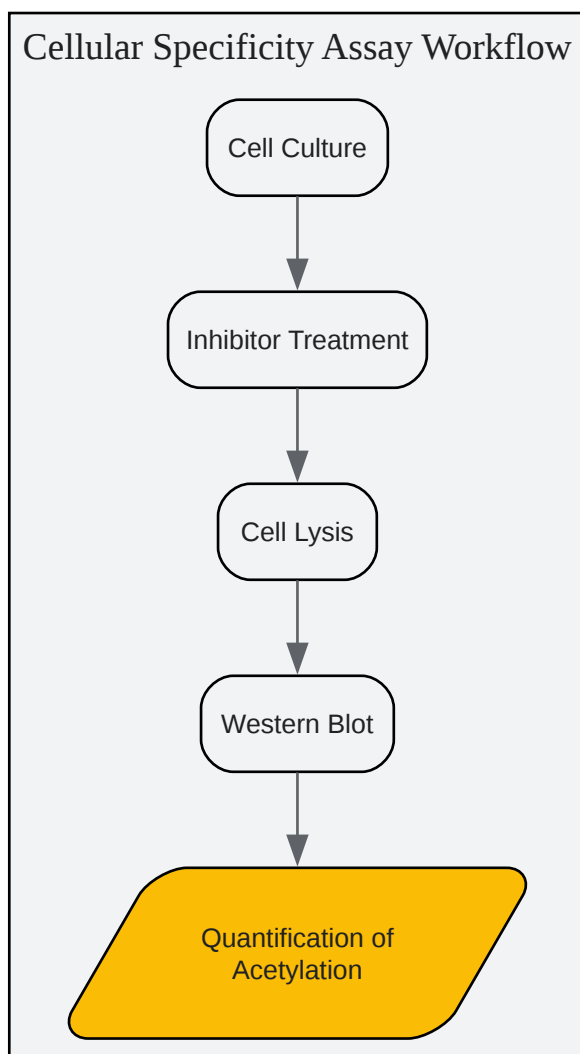 Cellular Specificity Assay Workflow
Cell Culture
Inhibitor Treatment
Cell Lysis
Western Blot
Quantification of
Acetylation